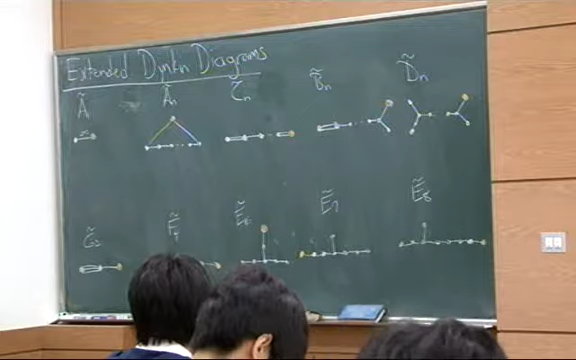 Extended Dynkin Diagrams
Ã₁ Ãₙ C̃ₙ B̃ₙ D̃ₙ
∞
G̃₂ F̃₄ Ẽ₆ Ẽ₇ Ẽ₈